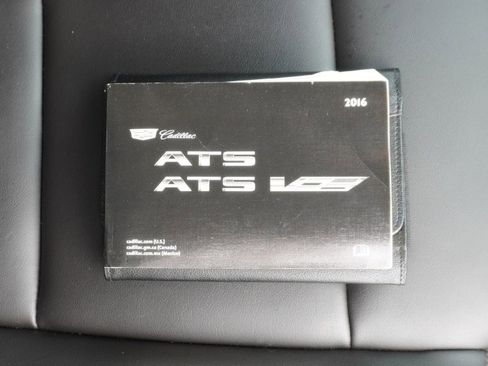 2016
Cadillac
ATS
ATS V
cadillac.com (U.S.)
cadillac.gm.ca (Canada)
cadillac.com.mx (Mexico)